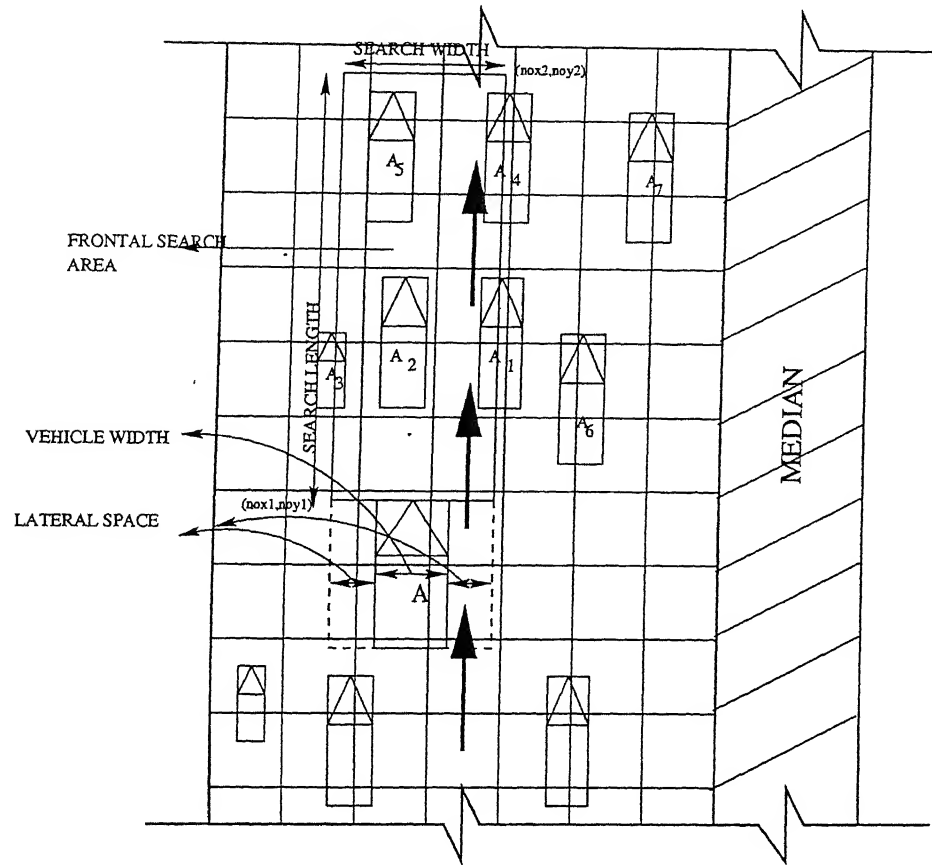 SEARCH WIDTH
(nox2,noy2)
A5
A4
A7
FRONTAL SEARCH
AREA
SEARCH LENGTH
A3
A2
A1
A6
MEDIAN
VEHICLE WIDTH
(nox1,noy1)
LATERAL SPACE
A